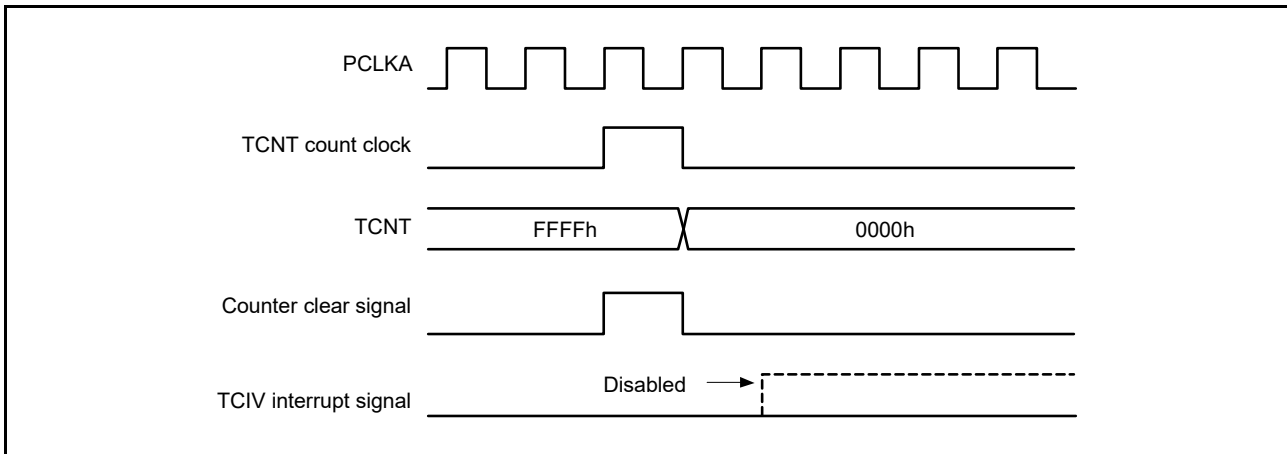 PCLKA
TCNT count clock
TCNT
FFFFh
0000h
Counter clear signal
Disabled
TCIV interrupt signal